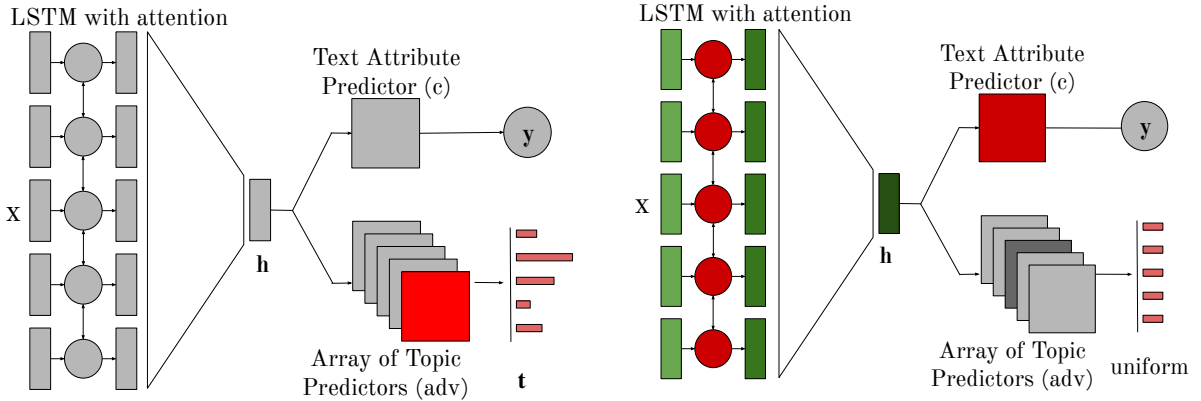 LSTM with attention
Text Attribute
Predictor (c)
y
x
h
Array of Topic
Predictors (adv)
t
LSTM with attention
Text Attribute
Predictor (c)
y
x
h
Array of Topic
Predictors (adv)
uniform